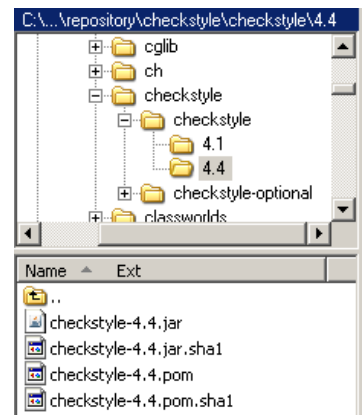 C:\...\repository\checkstyle\checkstyle\4.4
cglib
ch
checkstyle
checkstyle
4.1
4.4
checkstyle-optional
classworlds
Name Ext
..
checkstyle-4.4.jar
checkstyle-4.4.jar.sha1
checkstyle-4.4.pom
checkstyle-4.4.pom.sha1